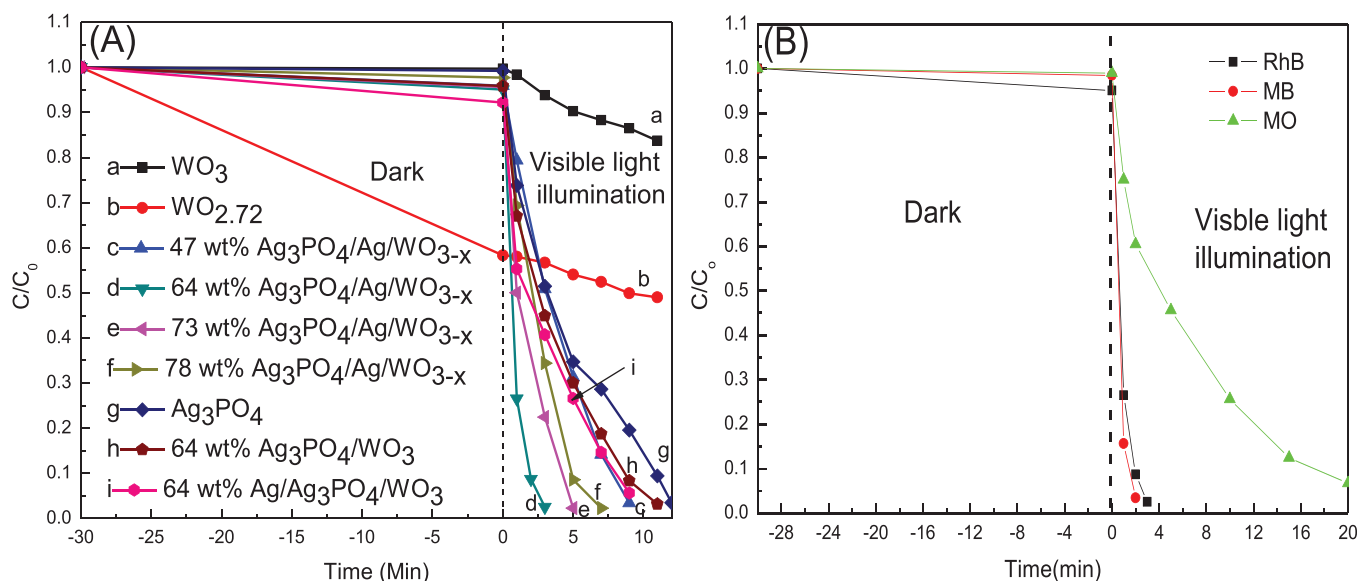 (A)
1.1
1.0
0.9
0.8
0.7
0.6
0.5
0.4
0.3
0.2
0.1
0.0
C/C0
-30 -25 -20 -15 -10 -5 0 5 10
Time (Min)
Dark
Visible light
illumination
a WO3
b WO2.72
c 47 wt% Ag3PO4/Ag/WO3-x
d 64 wt% Ag3PO4/Ag/WO3-x
e 73 wt% Ag3PO4/Ag/WO3-x
f 78 wt% Ag3PO4/Ag/WO3-x
g Ag3PO4
h 64 wt% Ag3PO4/WO3
i 64 wt% Ag/Ag3PO4/WO3
a
b
i
g
h
d
e
f
c
(B)
1.1
1.0
0.9
0.8
0.7
0.6
0.5
0.4
0.3
0.2
0.1
0.0
C/Co
-28 -24 -20 -16 -12 -8 -4 0 4 8 12 16 20
Time(min)
RhB
MB
MO
Dark
Visble light
illumination